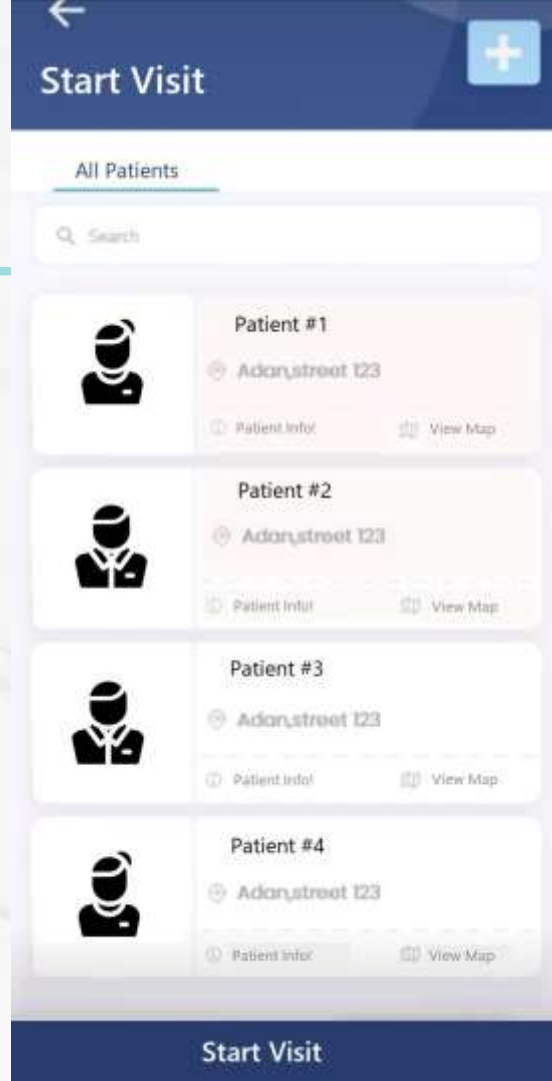 Start Visit
All Patients
Search
Patient #1
Adan,street 123
Patient Info!
View Map
Patient #2
Adan,street 123
Patient Info!
View Map
Patient #3
Adan,street 123
Patient Info!
View Map
Patient #4
Adan,street 123
Patient Info!
View Map
Start Visit